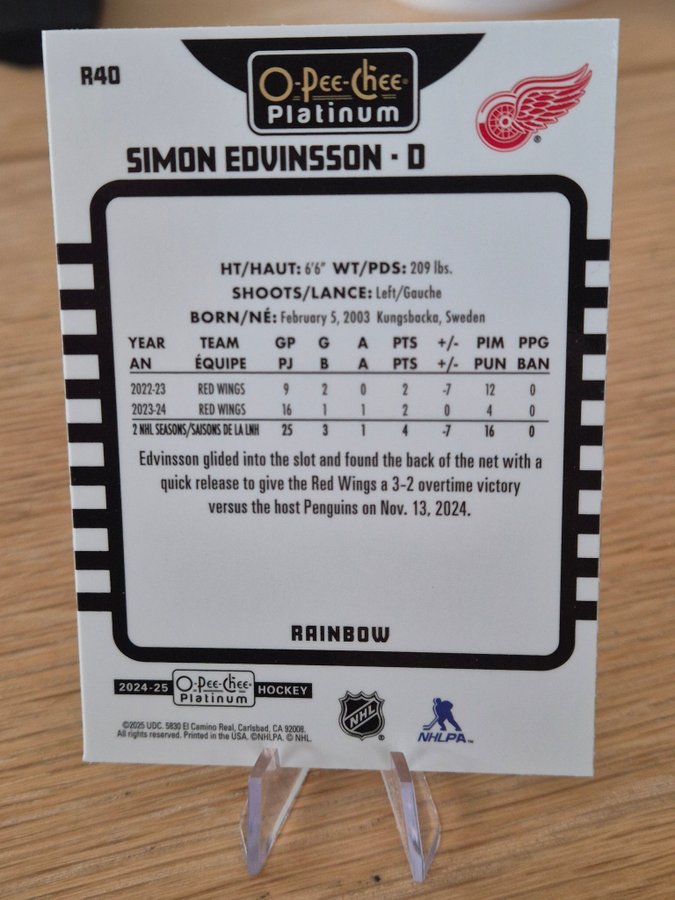 R40
O-Pee-Chee
Platinum
SIMON EDVINSSON · D
HT/HAUT: 6'6" WT/PDS: 209 lbs.
SHOOTS/LANCE: Left/Gauche
BORN/NÉ: February 5, 2003 Kungsbacka, Sweden
YEAR TEAM GP G A PTS +/- PIM PPG
AN ÉQUIPE PJ B A PTS +/- PUN BAN
2022-23 RED WINGS 9 2 0 2 -7 12 0
2023-24 RED WINGS 16 1 1 2 0 4 0
2 NHL SEASONS/SAISONS DE LA LNH 25 3 1 4 -7 16 0
Edvinsson glided into the slot and found the back of the net with a
quick release to give the Red Wings a 3-2 overtime victory
versus the host Penguins on Nov. 13, 2024.
RAINBOW
2024-25 O-Pee-Chee Platinum HOCKEY
NHL
NHLPA
©2025 UDC. 5830 El Camino Real, Carlsbad, CA 92008.
All rights reserved. Printed in the USA. ©NHLPA. © NHL.